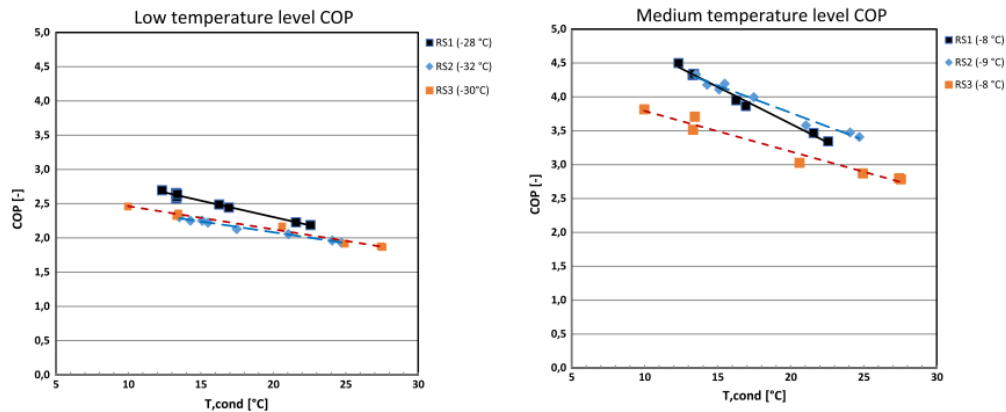 Low temperature level COP
5,0
4,5
4,0
3,5
3,0
2,5
2,0
1,5
1,0
0,5
0,0
COP [-]
5 10 15 20 25 30
T,cond [°C]
RS1 (-28 °C)
RS2 (-32 °C)
RS3 (-30°C)
Medium temperature level COP
5,0
4,5
4,0
3,5
3,0
2,5
2,0
1,5
1,0
0,5
0,0
COP [-]
5 10 15 20 25 30
T,cond [°C]
RS1 (-8 °C)
RS2 (-9 °C)
RS3 (-8 °C)